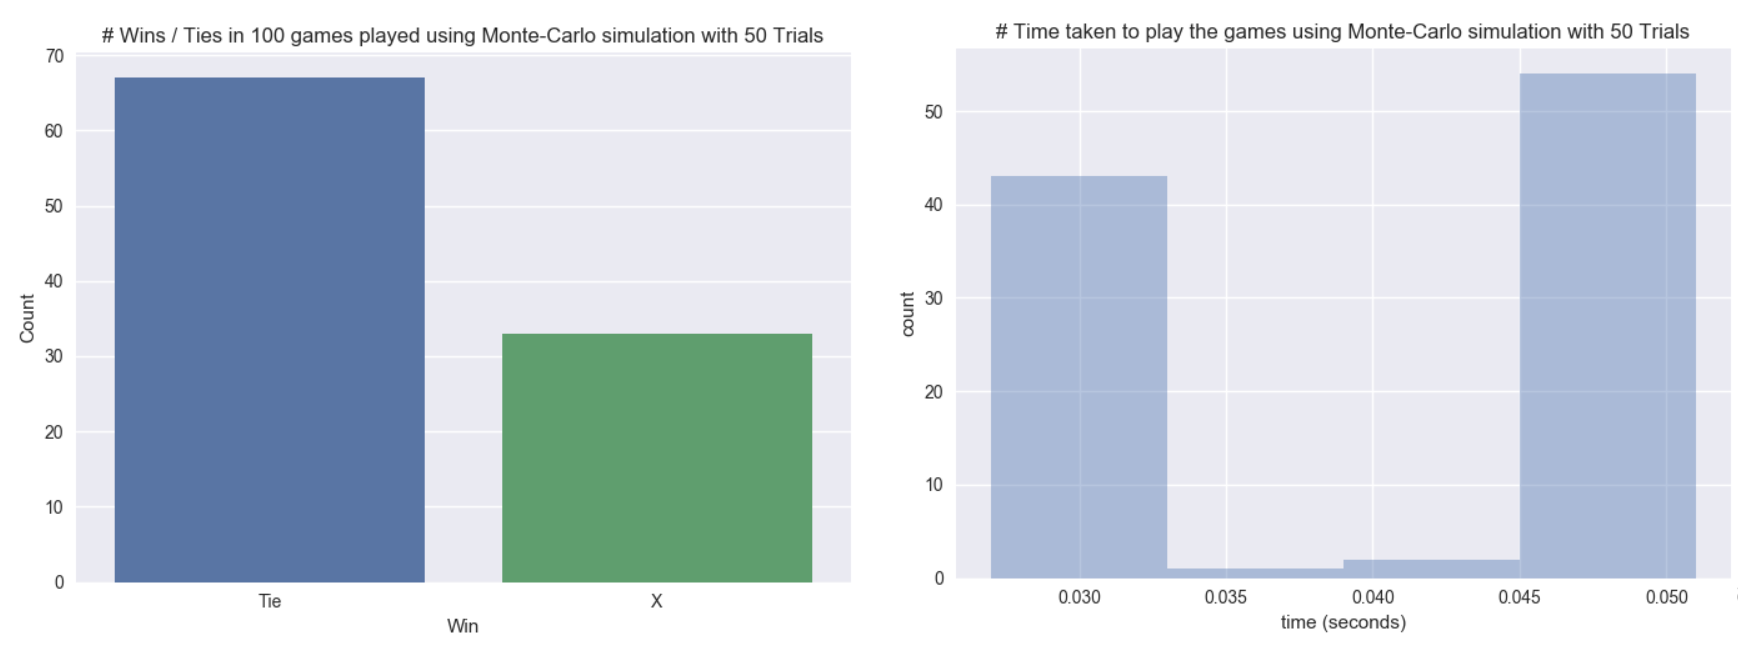 # Wins / Ties in 100 games played using Monte-Carlo simulation with 50 Trials
70
60
50
40
30
20
10
0
Count
Tie X
Win
# Time taken to play the games using Monte-Carlo simulation with 50 Trials
50
40
30
20
10
0
count
0.030 0.035 0.040 0.045 0.050
time (seconds)